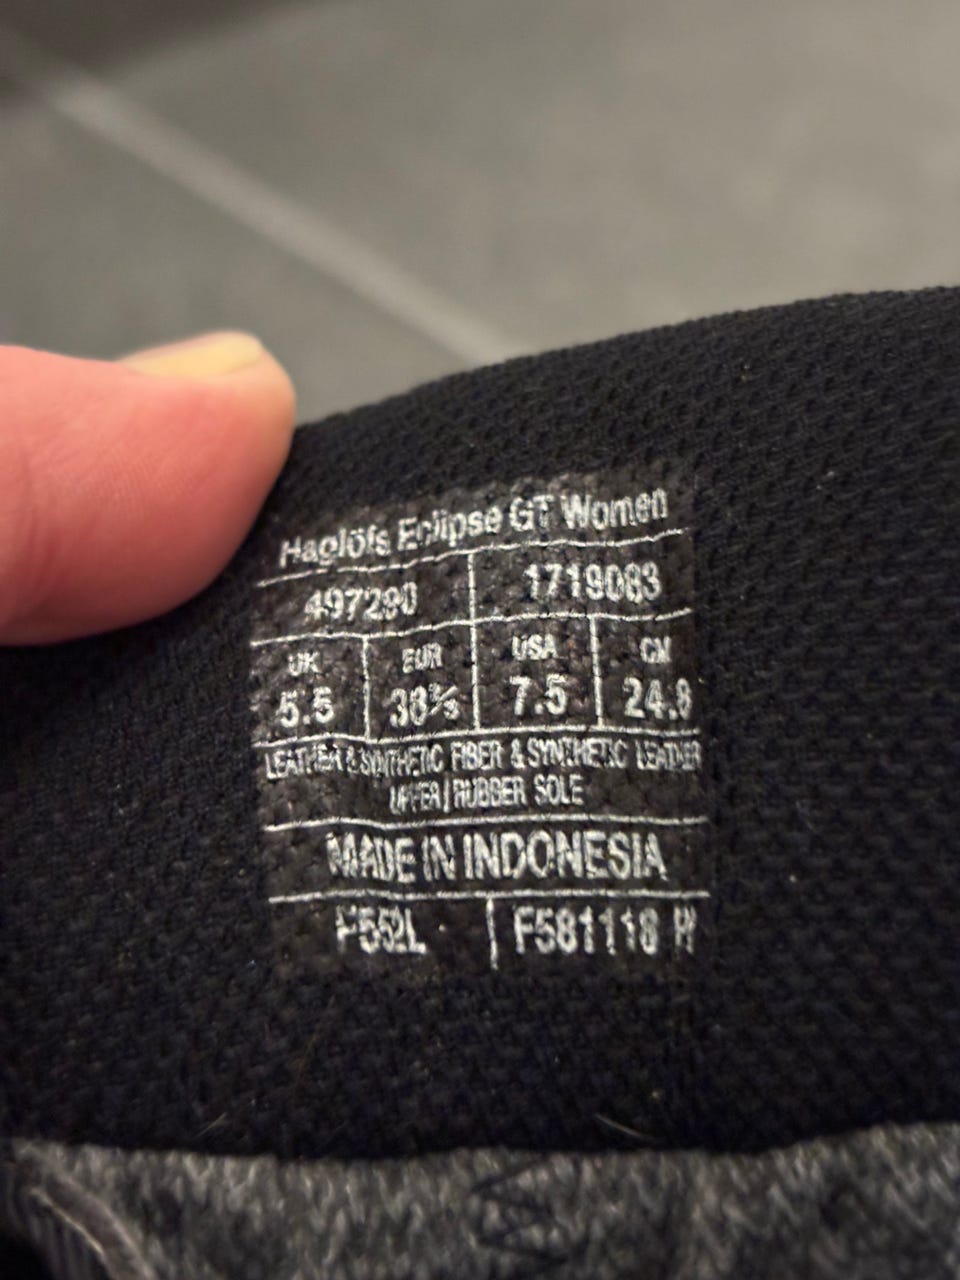 Haglöfs Eclipse GT Women
497290 1719083
UK EUR USA CM
5.5 38⅔ 7.5 24.8
LEATHER & SYNTHETIC FIBER & SYNTHETIC LEATHER
UPPER / RUBBER SOLE
MADE IN INDONESIA
F581118